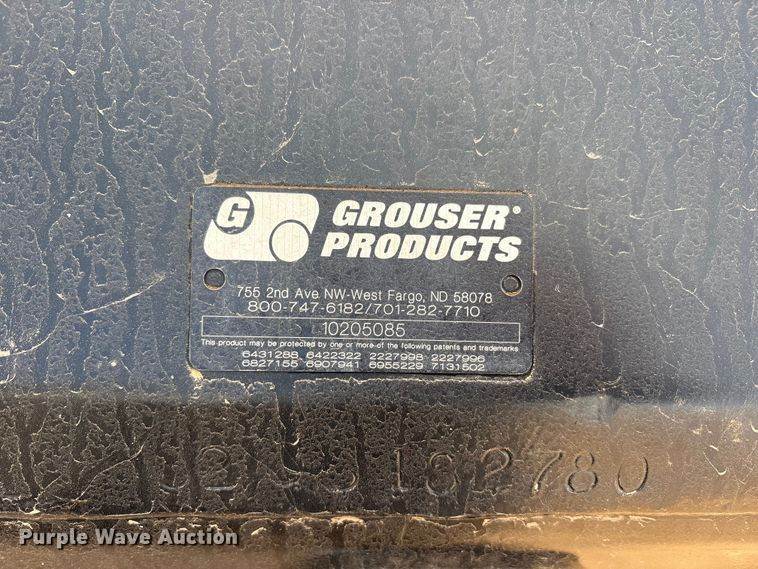 G GROUSER®
PRODUCTS
755 2nd Ave. NW-West Fargo, ND 58078
800-747-6182/701-282-7710
10205085
This product may be protected by one or more of the following patents and trademarks
6431288 6422322 2227998 2227996
6827155 6907941 6955229 7131502
Purple Wave Auction